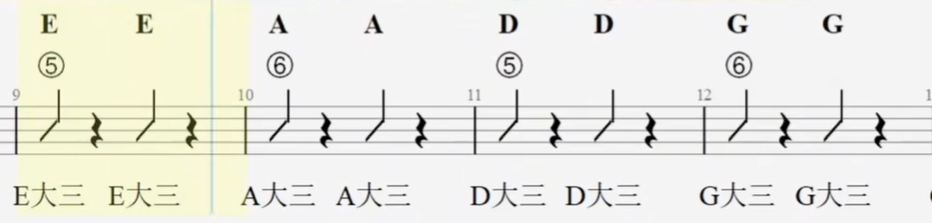 E E A A D D G G
⑤ ⑥ ⑤ ⑥
9 10 11 12
E大三 E大三 A大三 A大三 D大三 D大三 G大三 G大三